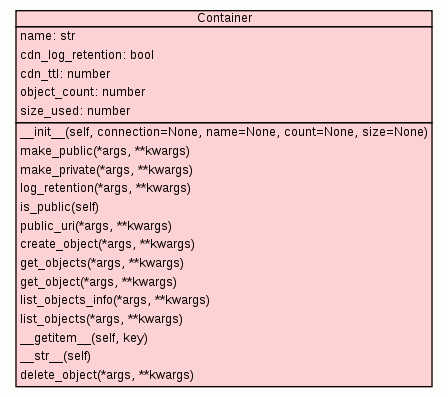 Container
name: str
cdn_log_retention: bool
cdn_ttl: number
object_count: number
size_used: number
__init__(self, connection=None, name=None, count=None, size=None)
make_public(*args, **kwargs)
make_private(*args, **kwargs)
log_retention(*args, **kwargs)
is_public(self)
public_uri(*args, **kwargs)
create_object(*args, **kwargs)
get_objects(*args, **kwargs)
get_object(*args, **kwargs)
list_objects_info(*args, **kwargs)
list_objects(*args, **kwargs)
__getitem__(self, key)
__str__(self)
delete_object(*args, **kwargs)